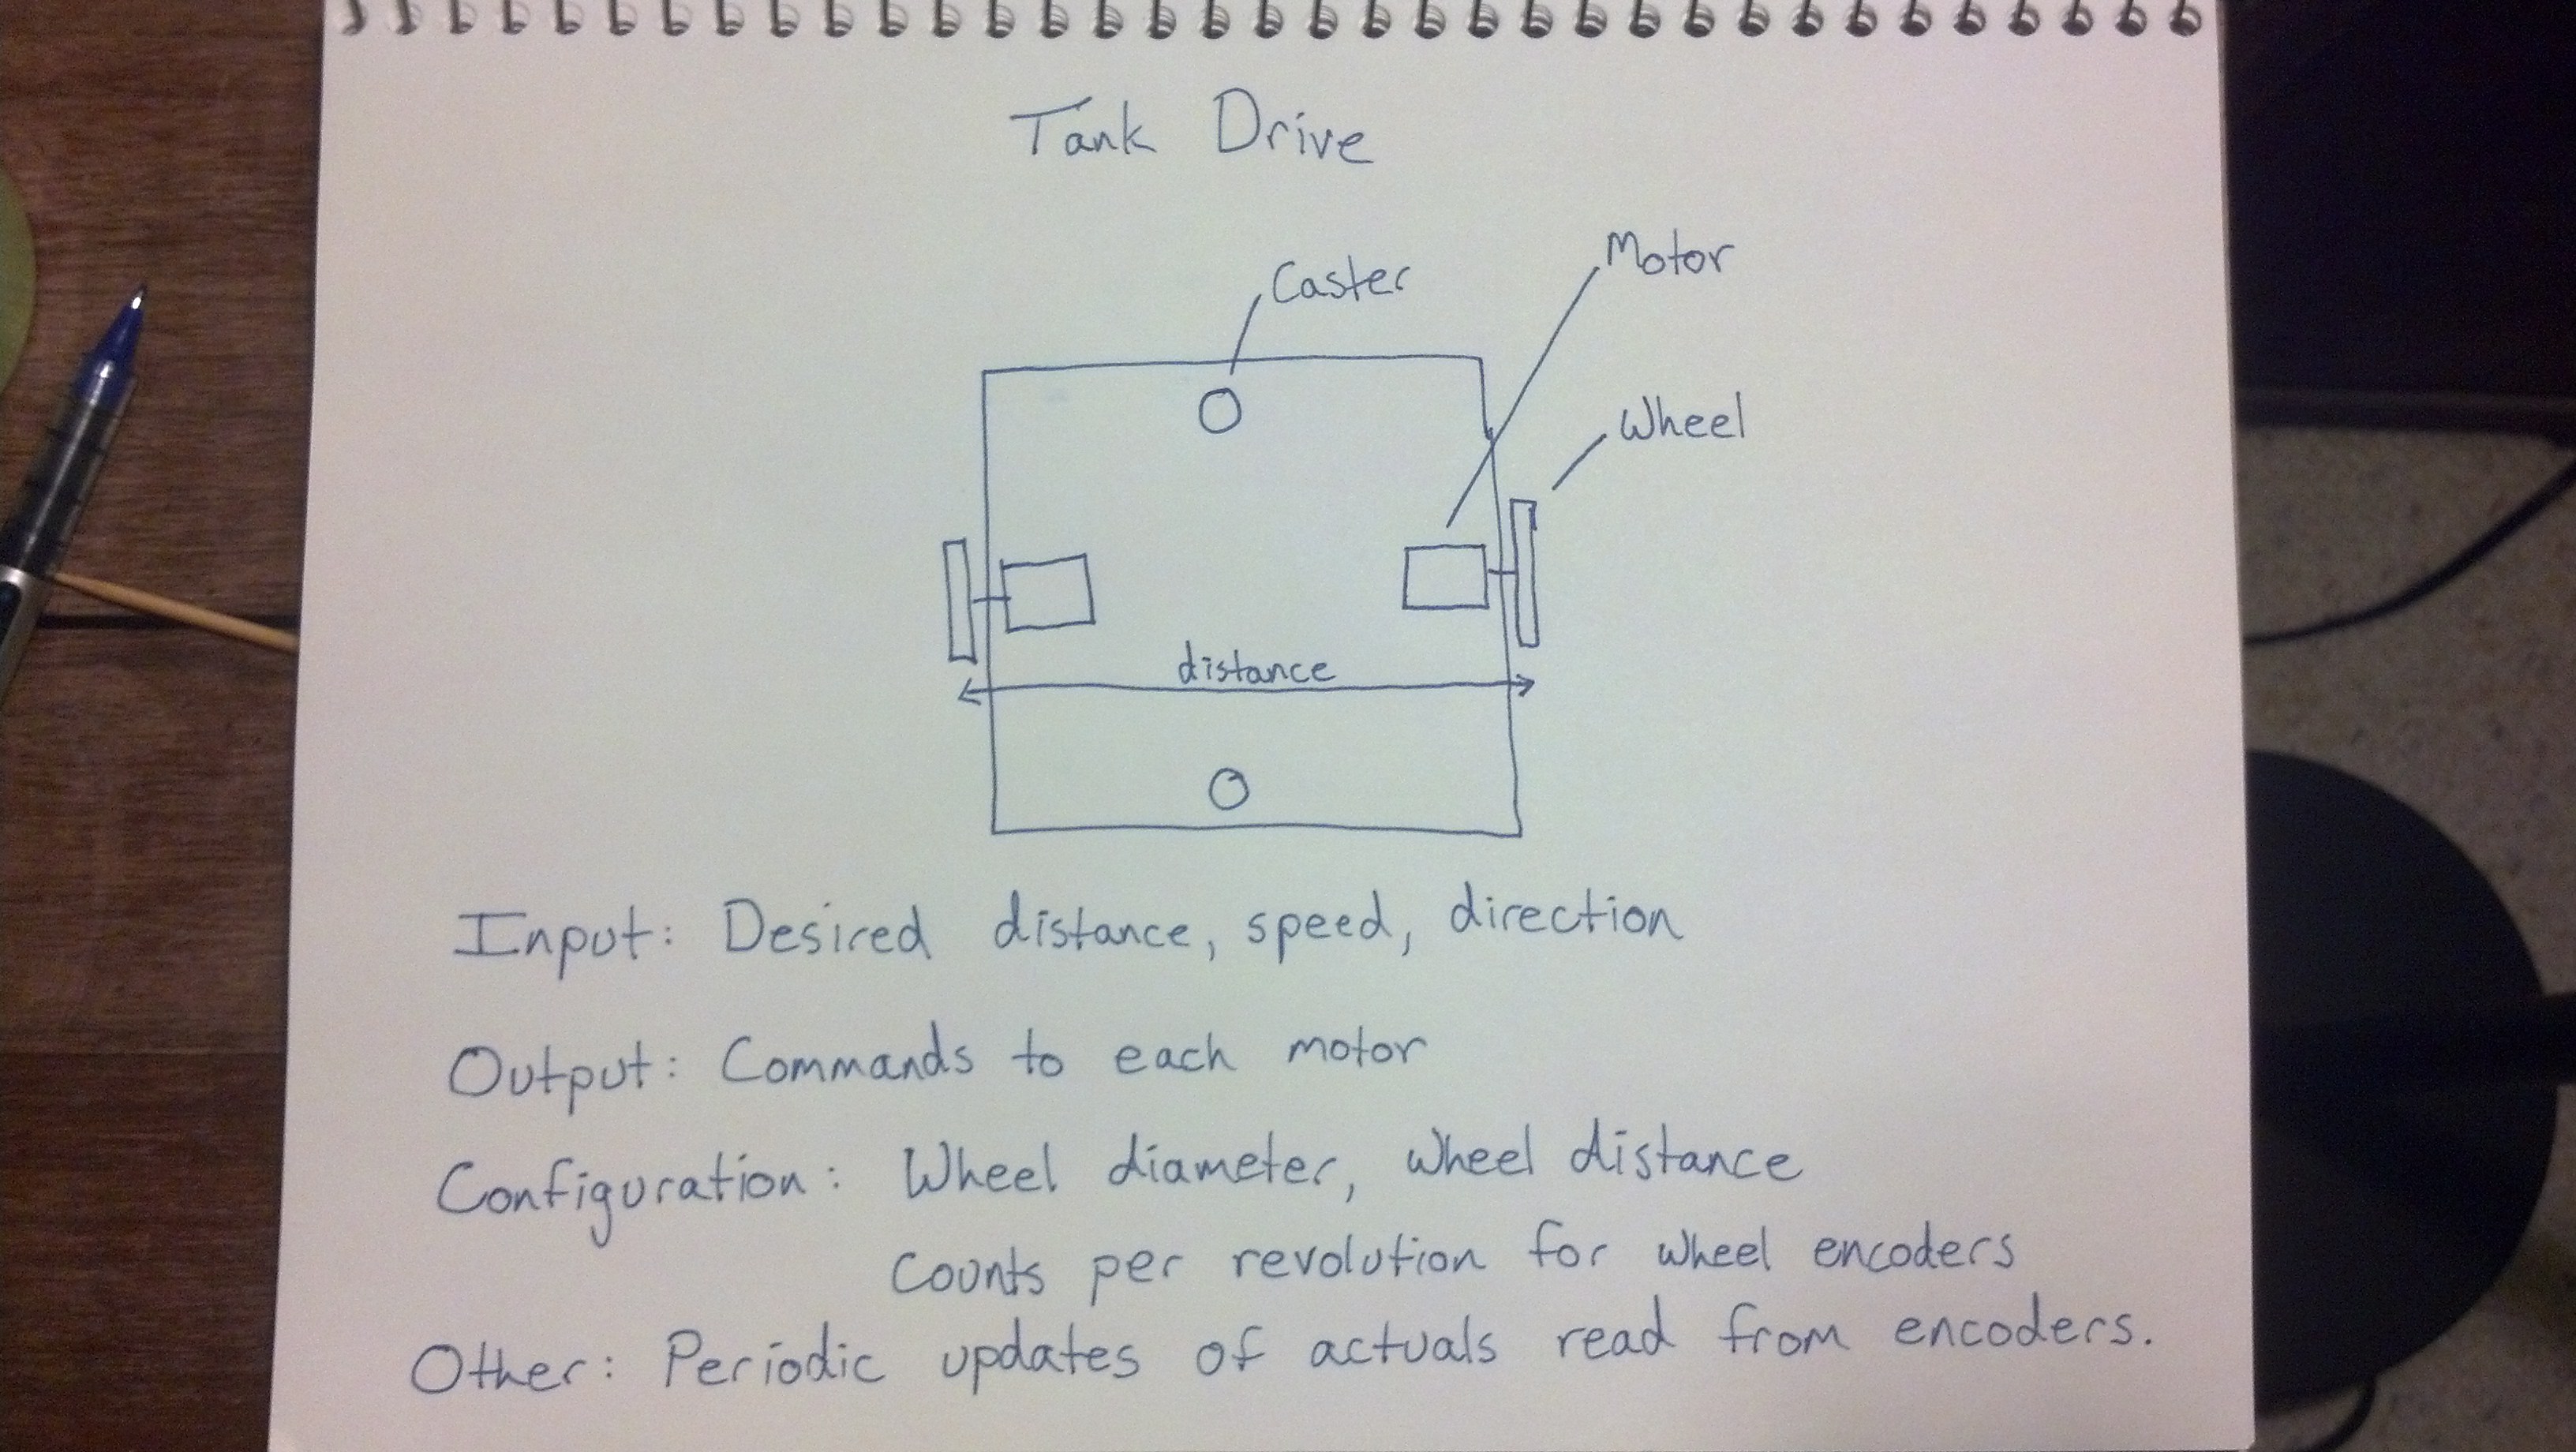 Tank Drive
Motor
Caster
Wheel
distance
Input: Desired distance, speed, direction
Output: Commands to each motor
Configuration: Wheel diameter, wheel distance
Counts per revolution for wheel encoders
Other: Periodic updates of actuals read from encoders.